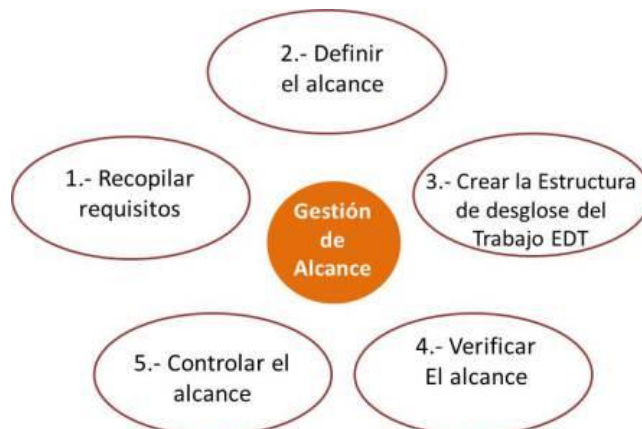 2.- Definir
el alcance
1.- Recopilar
requisitos
3.- Crear la Estructura
de desglose del
Trabajo EDT
Gestión
de
Alcance
5.- Controlar el
alcance
4.- Verificar
El alcance